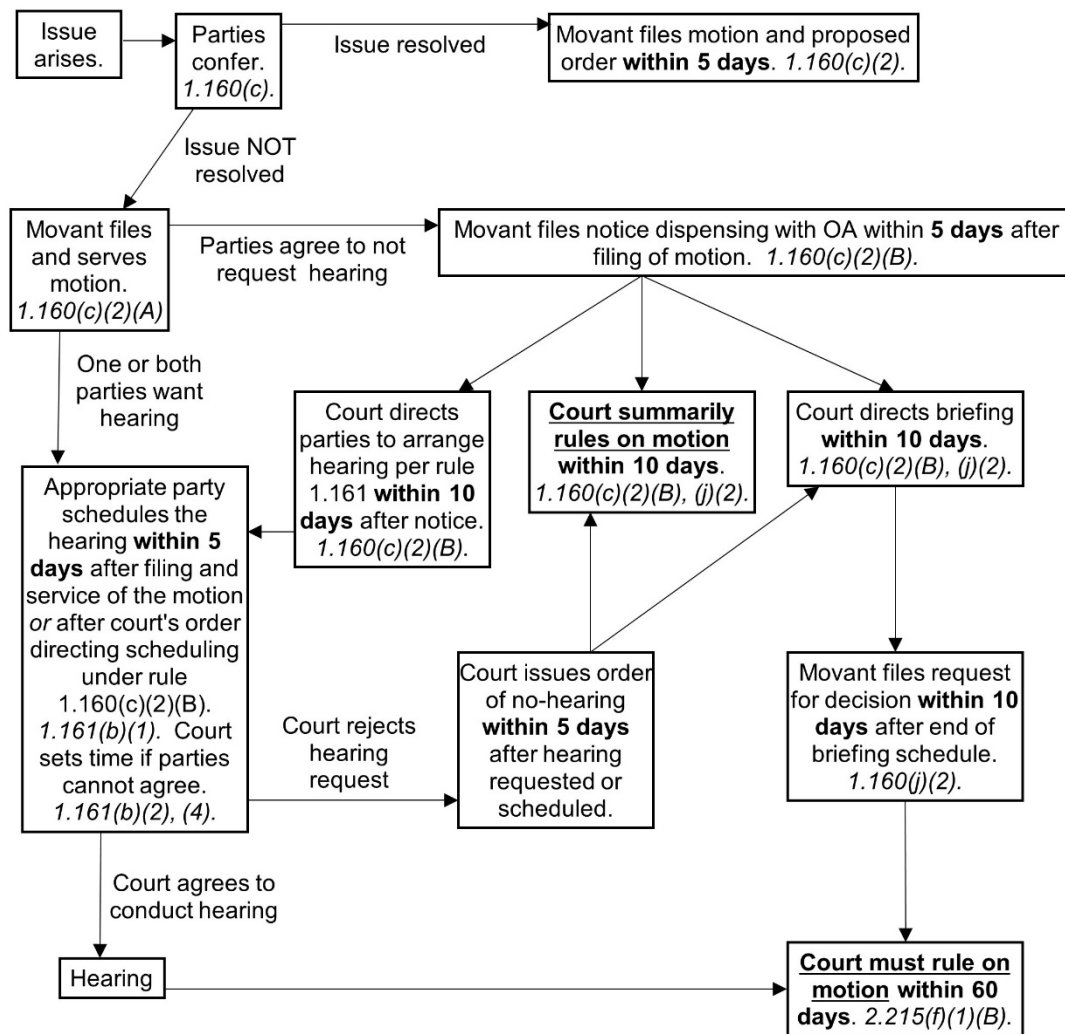 Issue
arises.
Parties
confer.
1.160(c).
Issue resolved
Movant files motion and proposed
order within 5 days. 1.160(c)(2).
Issue NOT
resolved
Movant files
and serves
motion.
1.160(c)(2)(A)
Parties agree to not
request hearing
Movant files notice dispensing with OA within 5 days after
filing of motion. 1.160(c)(2)(B).
One or both
parties want
hearing
Court directs
parties to arrange
hearing per rule
1.161 within 10
days after notice.
1.160(c)(2)(B).
Court summarily
rules on motion
within 10 days.
1.160(c)(2)(B), (j)(2).
Court directs briefing
within 10 days.
1.160(c)(2)(B), (j)(2).
Appropriate party
schedules the
hearing within 5
days after filing and
service of the motion
or after court's order
directing scheduling
under rule
1.160(c)(2)(B).
1.161(b)(1). Court
sets time if parties
cannot agree.
1.161(b)(2), (4).
Court rejects
hearing
request
Court issues order
of no-hearing
within 5 days
after hearing
requested or
scheduled.
Movant files request
for decision within 10
days after end of
briefing schedule.
1.160(j)(2).
Court agrees to
conduct hearing
Hearing
Court must rule on
motion within 60
days. 2.215(f)(1)(B).